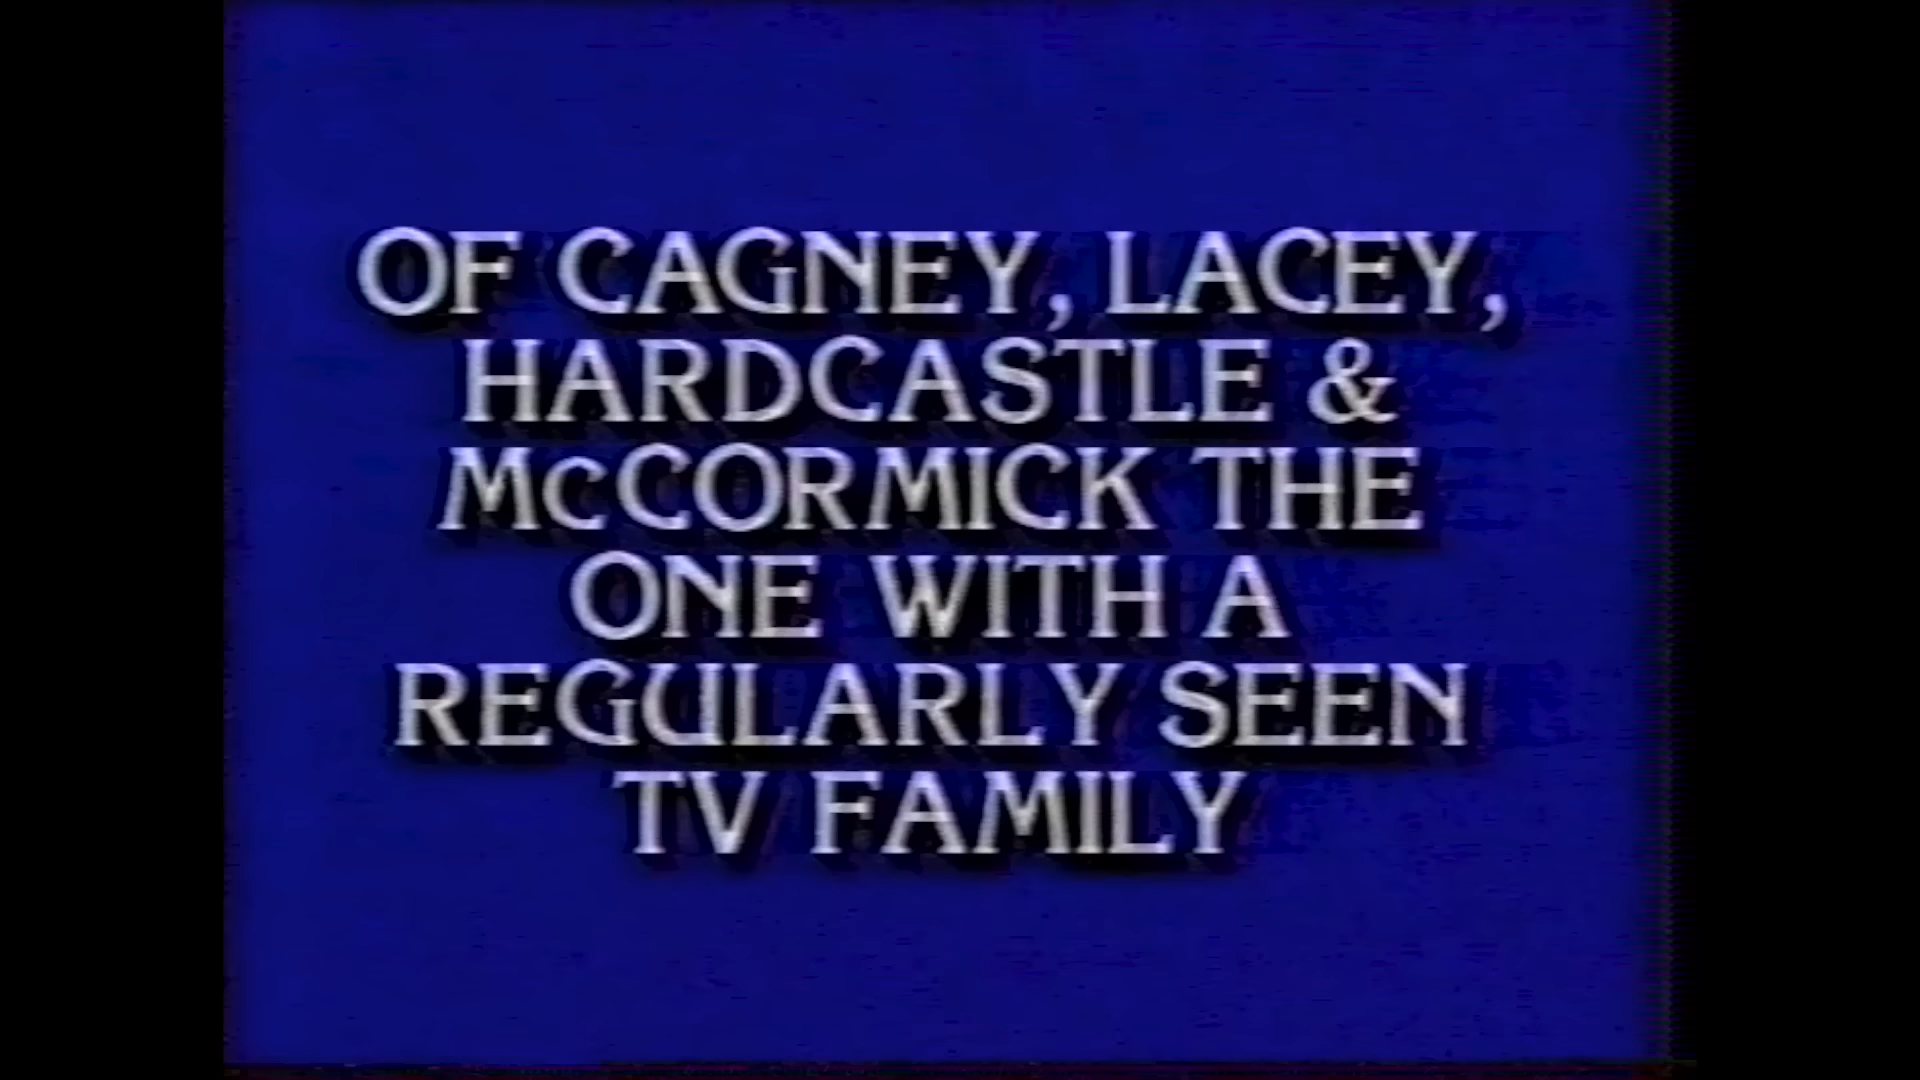 OF CAGNEY, LACEY,
HARDCASTLE &
McCORMICK THE
ONE WITH A
REGULARLY SEEN
TV FAMILY